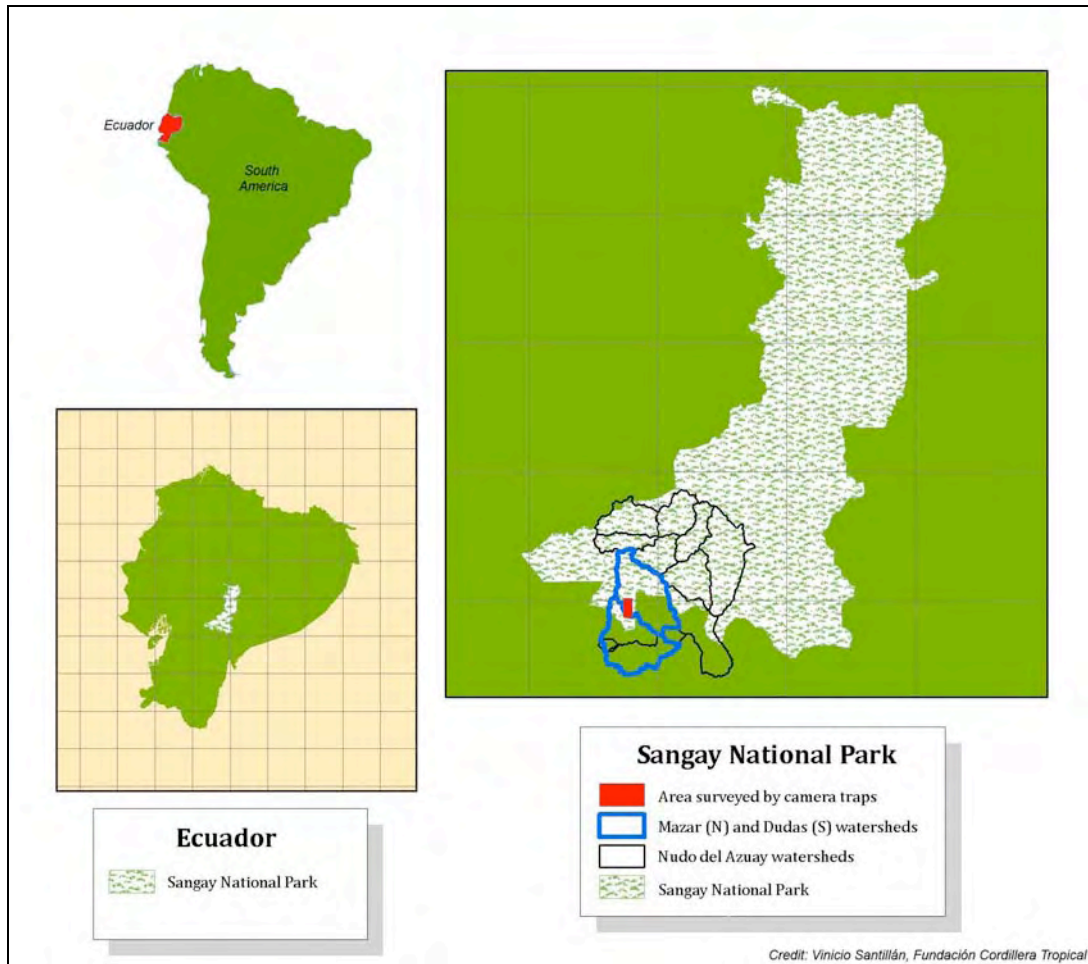 Ecuador
South
America
Ecuador
Sangay National Park
Sangay National Park
Area surveyed by camera traps
Mazar (N) and Dudas (S) watersheds
Nudo del Azuay watersheds
Sangay National Park
Credit: Vinicio Santillán, Fundación Cordillera Tropical